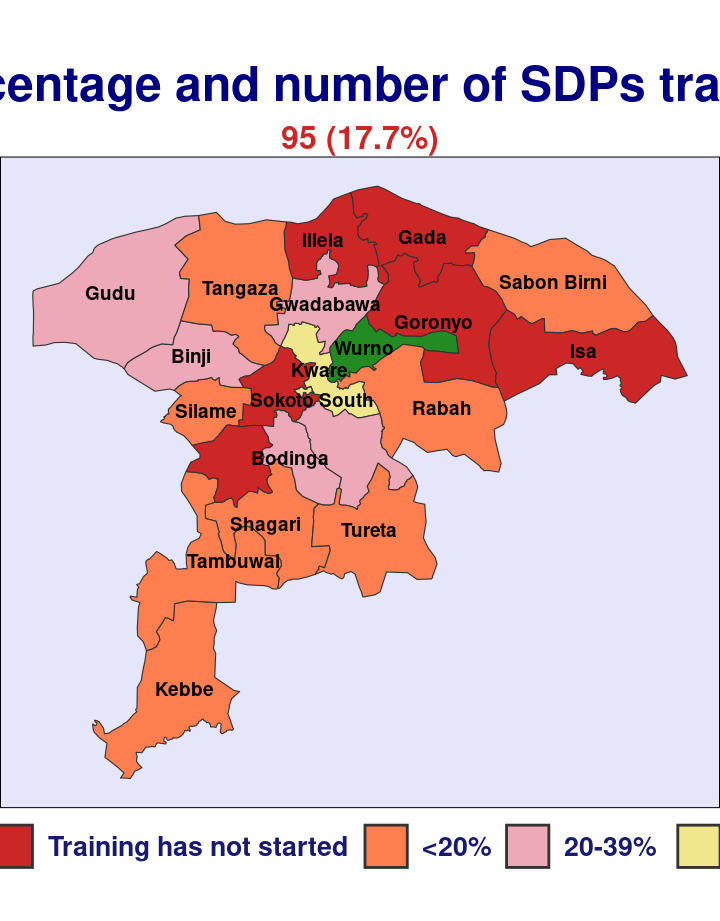 centage and number of SDPs tra
95 (17.7%)
Illela
Gada
Sabon Birni
Gudu
Tangaza
Gwadabawa
Goronyo
Wurno
Isa
Binji
Kware
Sokoto South
Silame
Rabah
Bodinga
Shagari
Tureta
Tambuwal
Kebbe
Training has not started <20% 20-39%